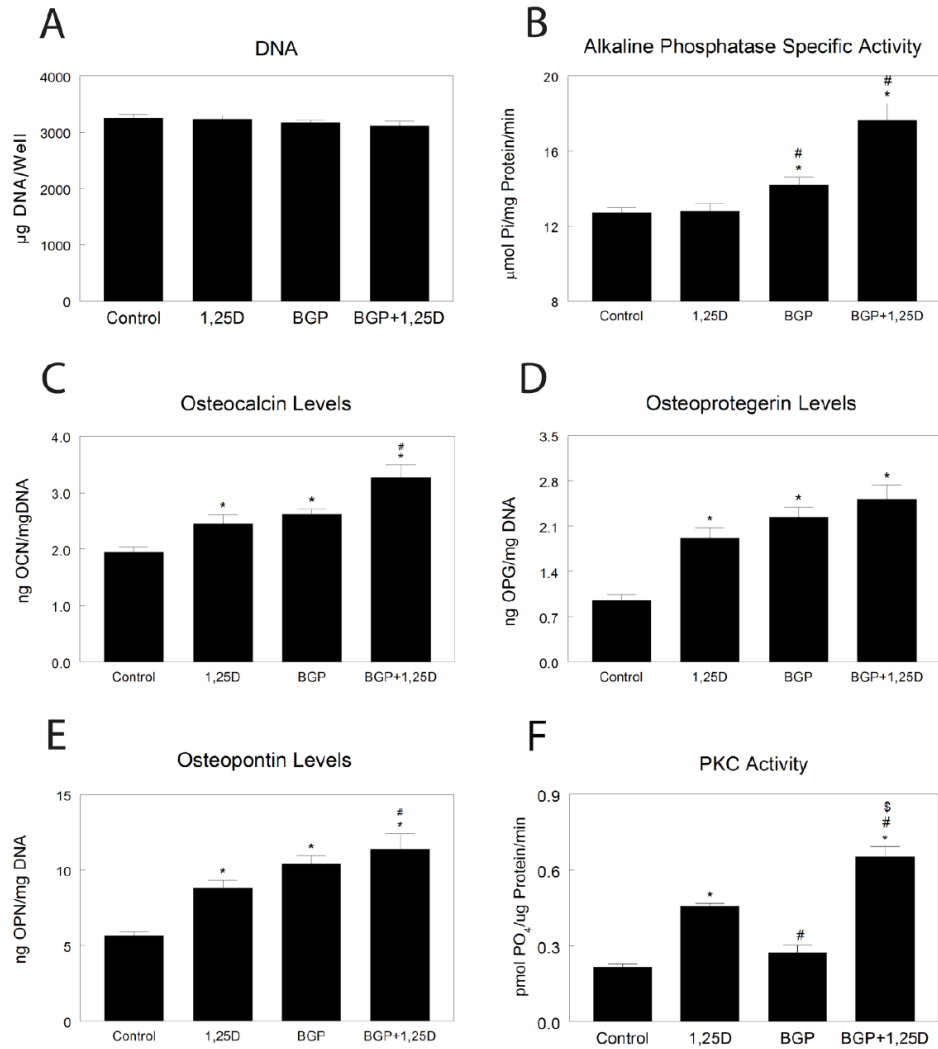 A
DNA
µg DNA/Well
4000
3000
2000
1000
0
Control 1,25D BGP BGP+1,25D
B
Alkaline Phosphatase Specific Activity
µmol Pi/mg Protein/min
20
16
12
8
#
*
#
*
Control 1,25D BGP BGP+1,25D
C
Osteocalcin Levels
ng OCN/mgDNA
4.0
3.0
2.0
1.0
0.0
*
*
#
*
Control 1,25D BGP BGP+1,25D
D
Osteoprotegerin Levels
ng OPG/mg DNA
3.5
2.8
2.1
1.4
0.7
0.0
*
*
*
Control 1,25D BGP BGP+1,25D
E
Osteopontin Levels
ng OPN/mg DNA
15
10
5
0
*
*
#
*
Control 1,25D BGP BGP+1,25D
F
PKC Activity
pmol PO₄/ug Protein/min
0.9
0.6
0.3
0.0
*
#
$
#
*
Control 1,25D BGP BGP+1,25D